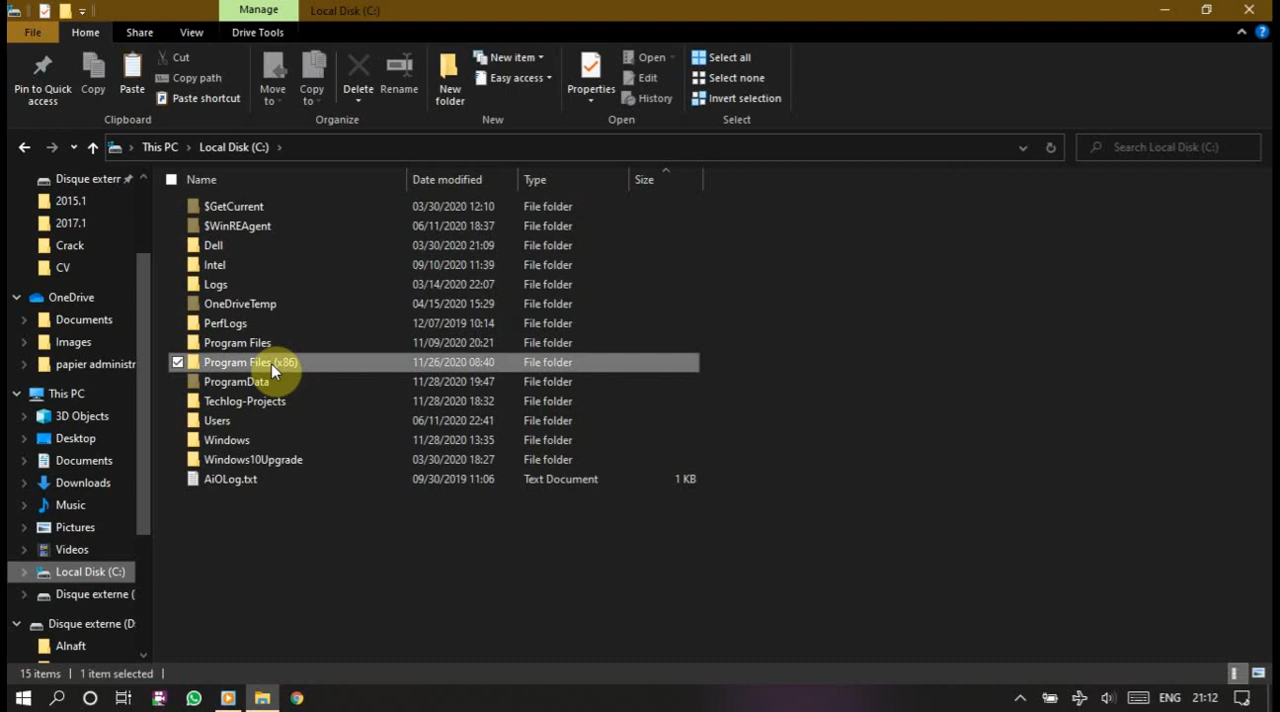 Manage
Local Disk (C:)
File
Home
Share
View
Drive Tools
Pin to Quick
access
Copy
Paste
Cut
Copy path
Paste shortcut
Clipboard
Move
to
Copy
to
Delete
Rename
Organize
New
folder
New item
Easy access
New
Properties
Open
Edit
History
Open
Select all
Select none
Invert selection
Select
This PC > Local Disk (C:) >
Search Local Disk (C:)
Disque externe
2015.1
2017.1
Crack
CV
OneDrive
Documents
Images
papier administr
This PC
3D Objects
Desktop
Documents
Downloads
Music
Pictures
Videos
Local Disk (C:)
Disque externe (
Disque externe (D:
Alnaft
Name Date modified Type Size
$GetCurrent 03/30/2020 12:10 File folder
$WinREAgent 06/11/2020 18:37 File folder
Dell 03/30/2020 21:09 File folder
Intel 09/10/2020 11:39 File folder
Logs 03/14/2020 22:07 File folder
OneDriveTemp 04/15/2020 15:29 File folder
PerfLogs 12/07/2019 10:14 File folder
Program Files 11/09/2020 20:21 File folder
Program Files (x86) 11/26/2020 08:40 File folder
ProgramData 11/28/2020 19:47 File folder
Techlog-Projects 11/28/2020 18:32 File folder
Users 06/11/2020 22:41 File folder
Windows 11/28/2020 13:35 File folder
Windows10Upgrade 03/30/2020 18:27 File folder
AiOLog.txt 09/30/2019 11:06 Text Document 1 KB
15 items 1 item selected
ENG 21:12